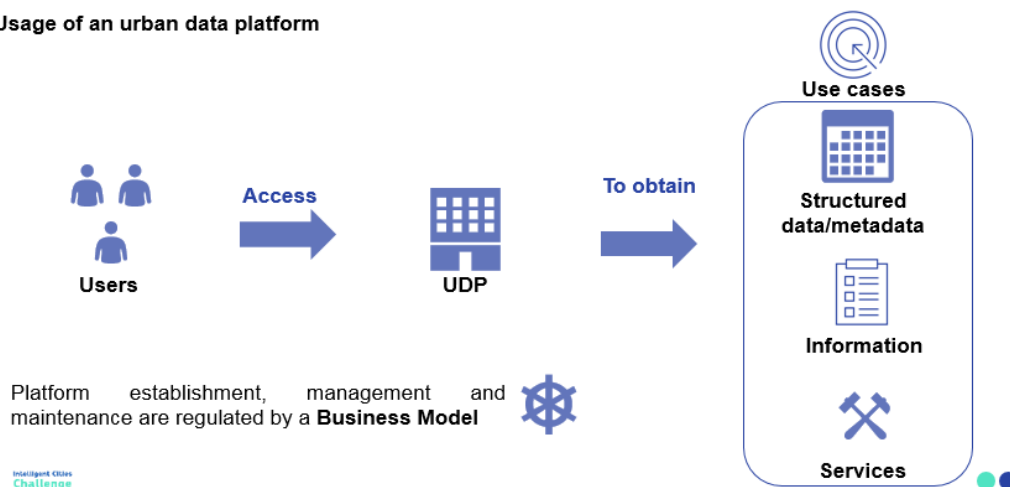 Usage of an urban data platform
Use cases
Access
To obtain
Structured
data/metadata
Users
UDP
Information
Platform establishment, management and
maintenance are regulated by a Business Model
Services
Intelligent Cities
Challenge